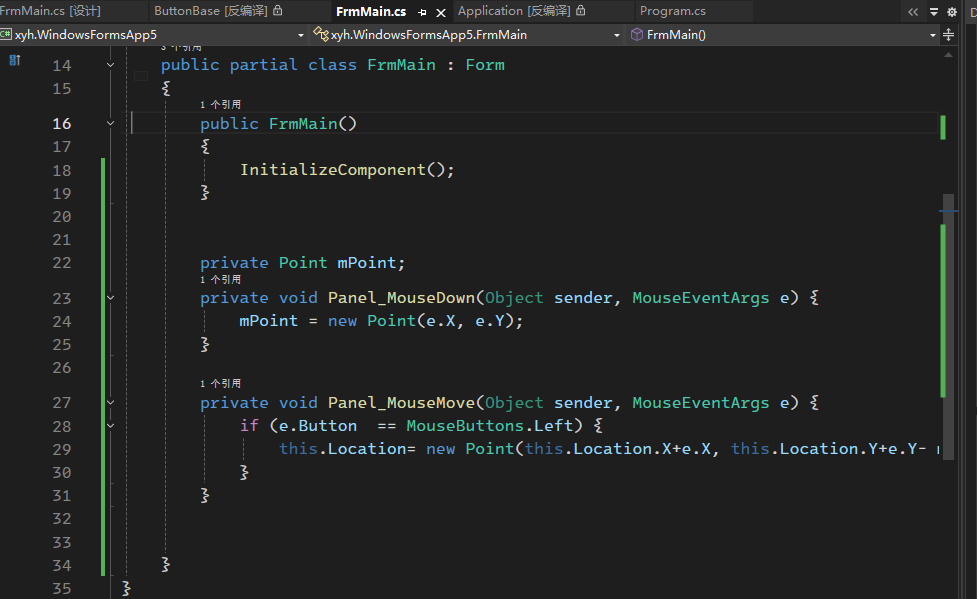 FrmMain.cs [设计] ButtonBase [反编译] FrmMain.cs Application [反编译] Program.cs
C# xyh.WindowsFormsApp5 xyh.WindowsFormsApp5.FrmMain FrmMain()
3 个引用
14 public partial class FrmMain : Form
15 {
1 个引用
16 public FrmMain()
17 {
18 InitializeComponent();
19 }
20
21
22 private Point mPoint;
1 个引用
23 private void Panel_MouseDown(Object sender, MouseEventArgs e) {
24 mPoint = new Point(e.X, e.Y);
25 }
26
1 个引用
27 private void Panel_MouseMove(Object sender, MouseEventArgs e) {
28 if (e.Button  == MouseButtons.Left) {
29 this.Location= new Point(this.Location.X+e.X, this.Location.Y+e.Y-
30 }
31 }
32
33
34 }
35 }